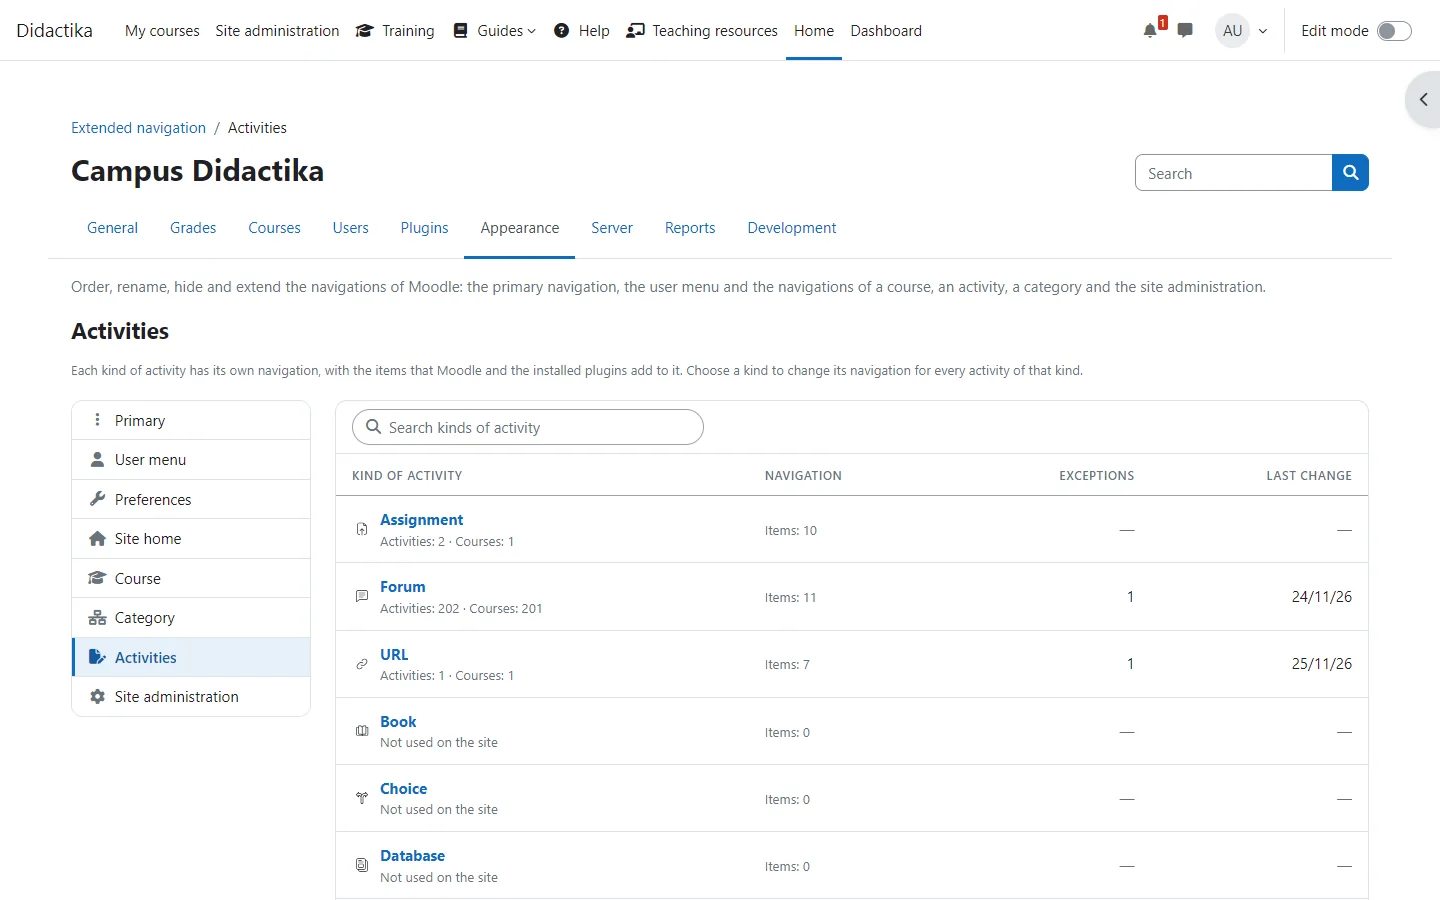 Didactika
My courses
Site administration
Training
Guides
Help
Teaching resources
Home
Dashboard
1
AU
Edit mode
Extended navigation / Activities
Campus Didactika
Search
General
Grades
Courses
Users
Plugins
Appearance
Server
Reports
Development
Order, rename, hide and extend the navigations of Moodle: the primary navigation, the user menu and the navigations of a course, an activity, a category and the site administration.
Activities
Each kind of activity has its own navigation, with the items that Moodle and the installed plugins add to it. Choose a kind to change its navigation for every activity of that kind.
Primary
User menu
Preferences
Site home
Course
Category
Activities
Site administration
Search kinds of activity
KIND OF ACTIVITY NAVIGATION EXCEPTIONS LAST CHANGE
Assignment
Activities: 2 · Courses: 1
Items: 10 — —
Forum
Activities: 202 · Courses: 201
Items: 11 1 24/11/26
URL
Activities: 1 · Courses: 1
Items: 7 1 25/11/26
Book
Not used on the site
Items: 0 — —
Choice
Not used on the site
Items: 0 — —
Database
Not used on the site
Items: 0 — —